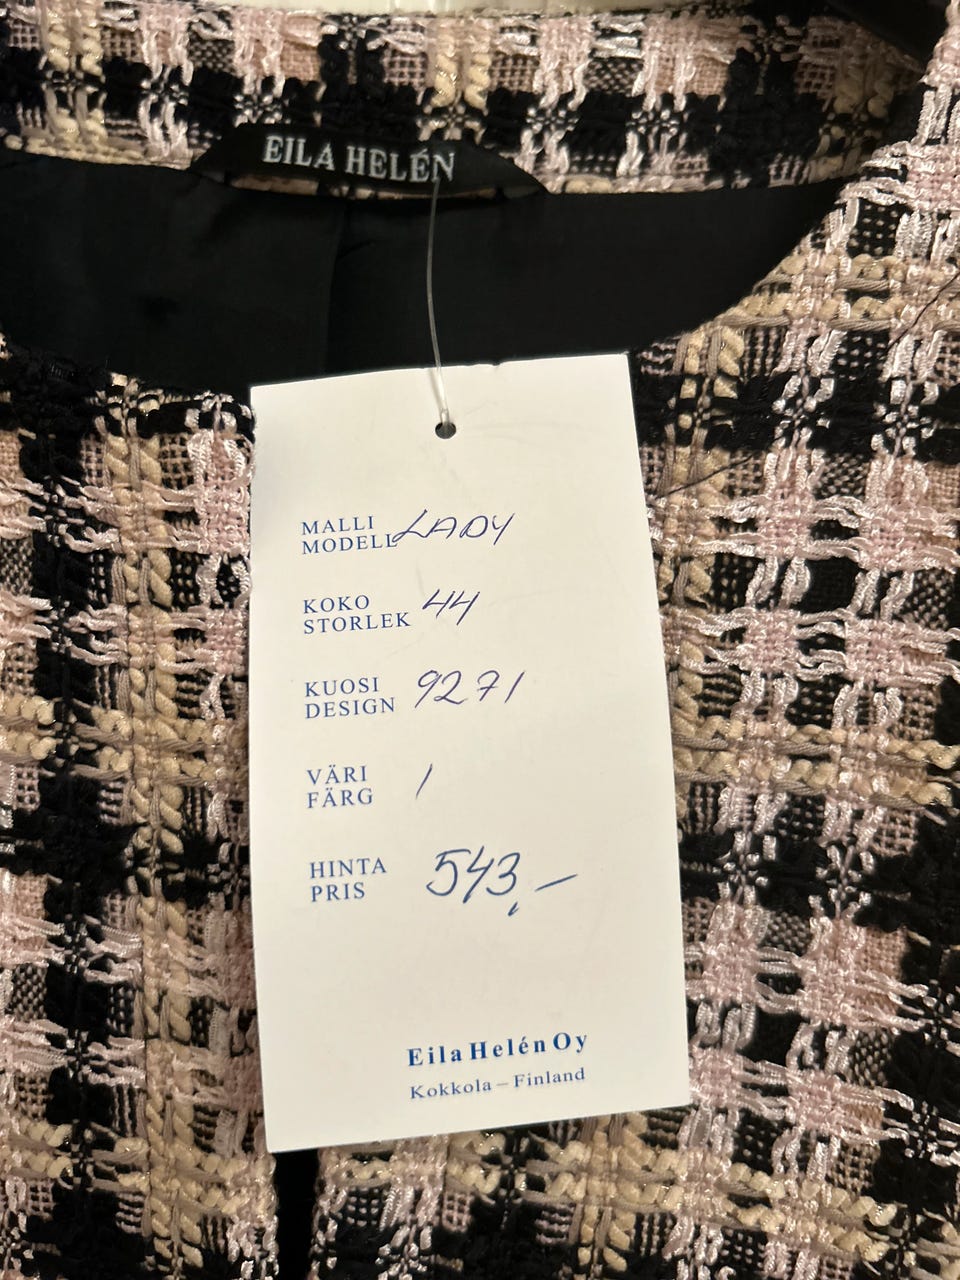 EILA HELÉN
MALLI
MODELL LADY
KOKO
STORLEK 44
KUOSI
DESIGN 9271
VÄRI
FÄRG 1
HINTA
PRIS 543,–
Eila Helén Oy
Kokkola – Finland